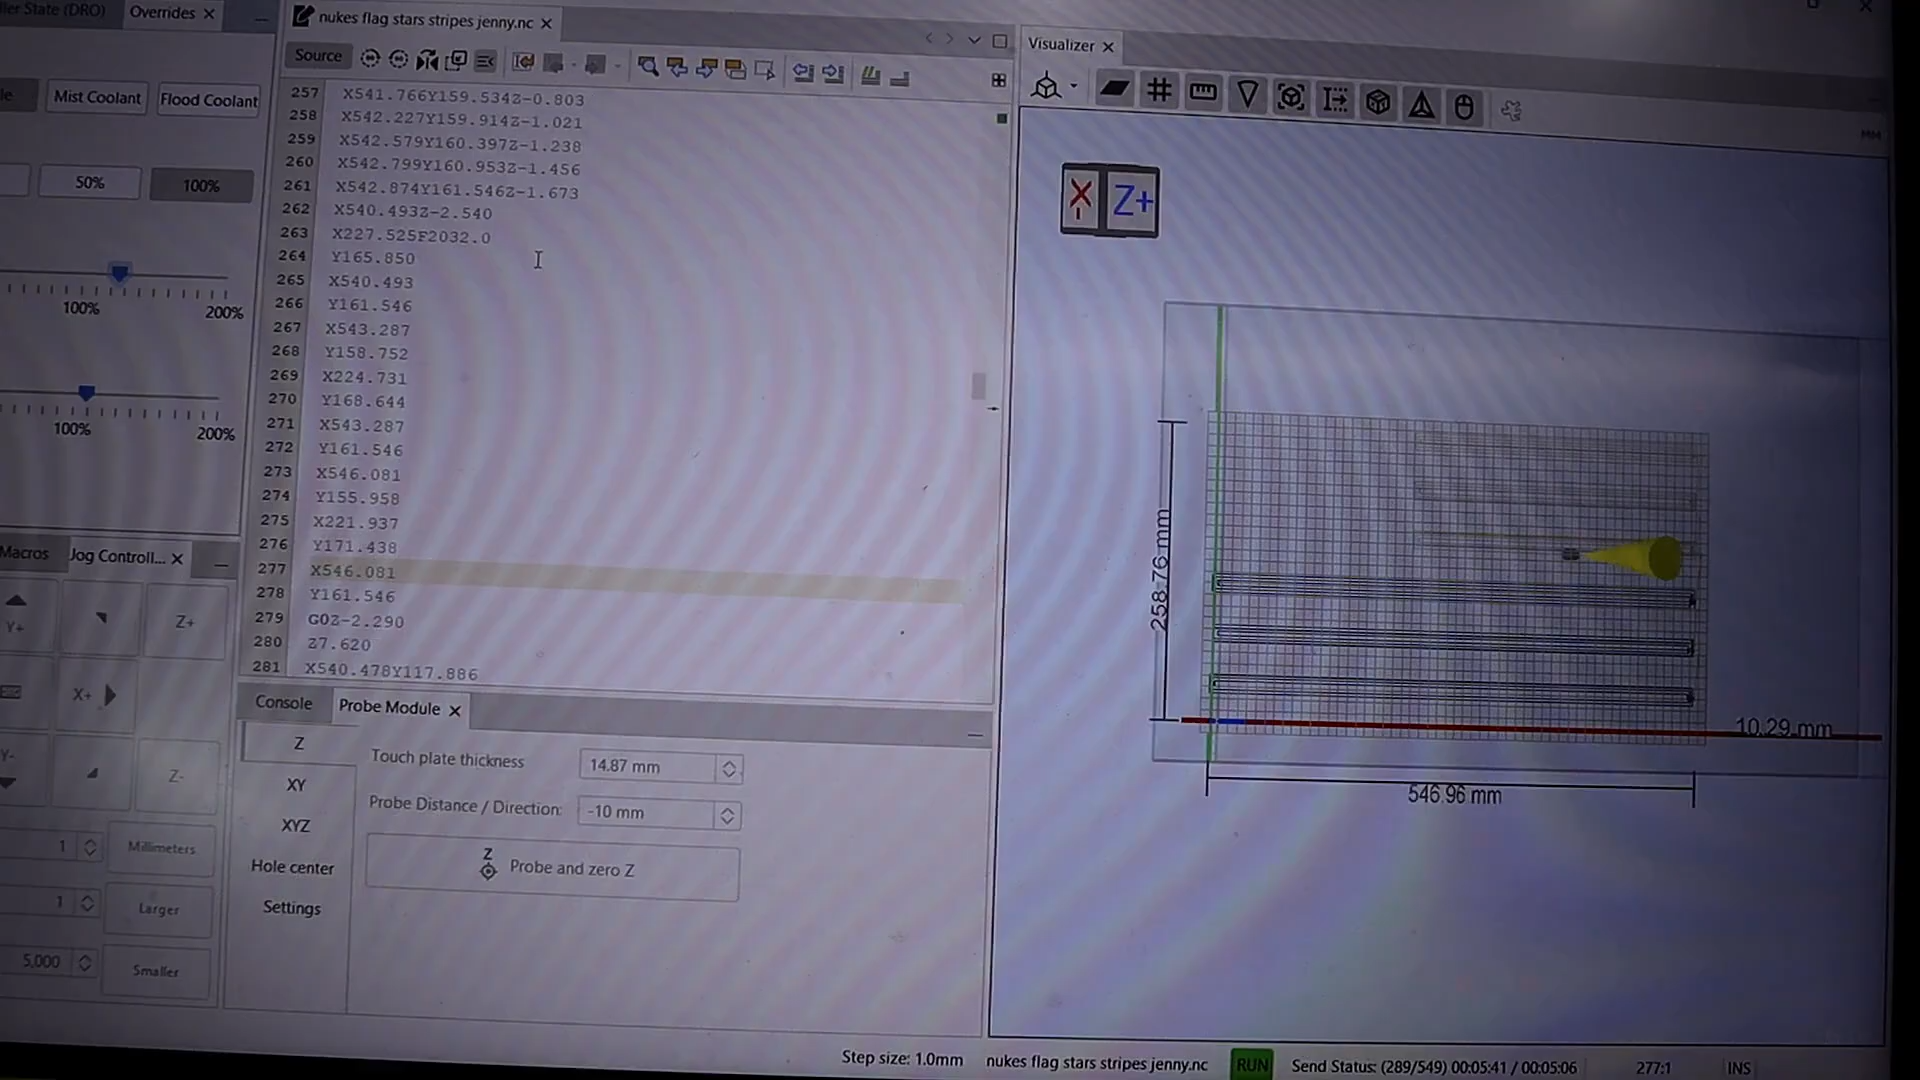 ller State (DRO)
Overrides
Mist Coolant
Flood Coolant
50%
100%
100%
200%
100%
200%
Macros
Jog Controll...
Y+
Z+
X+
Y-
Z-
1
Millimeters
1
Larger
5,000
Smaller
nukes flag stars stripes jenny.nc
Source
257 X541.766Y159.534Z-0.803
258 X542.227Y159.914Z-1.021
259 X542.579Y160.397Z-1.238
260 X542.799Y160.953Z-1.456
261 X542.874Y161.546Z-1.673
262 X540.493Z-2.540
263 X227.525F2032.0
264 Y165.850
265 X540.493
266 Y161.546
267 X543.287
268 Y158.752
269 X224.731
270 Y168.644
271 X543.287
272 Y161.546
273 X546.081
274 Y155.958
275 X221.937
276 Y171.438
277 X546.081
278 Y161.546
279 G0Z-2.290
280 Z7.620
281 X540.478Y117.886
Console
Probe Module
Z
XY
XYZ
Hole center
Settings
Touch plate thickness
14.87 mm
Probe Distance / Direction:
-10 mm
Z
Probe and zero Z
Visualizer
MM
X
Z+
258.76 mm
10.29 mm
546.96 mm
Step size: 1.0mm
nukes flag stars stripes jenny.nc
RUN
Send Status: (289/549) 00:05:41 / 00:05:06
277:1
INS